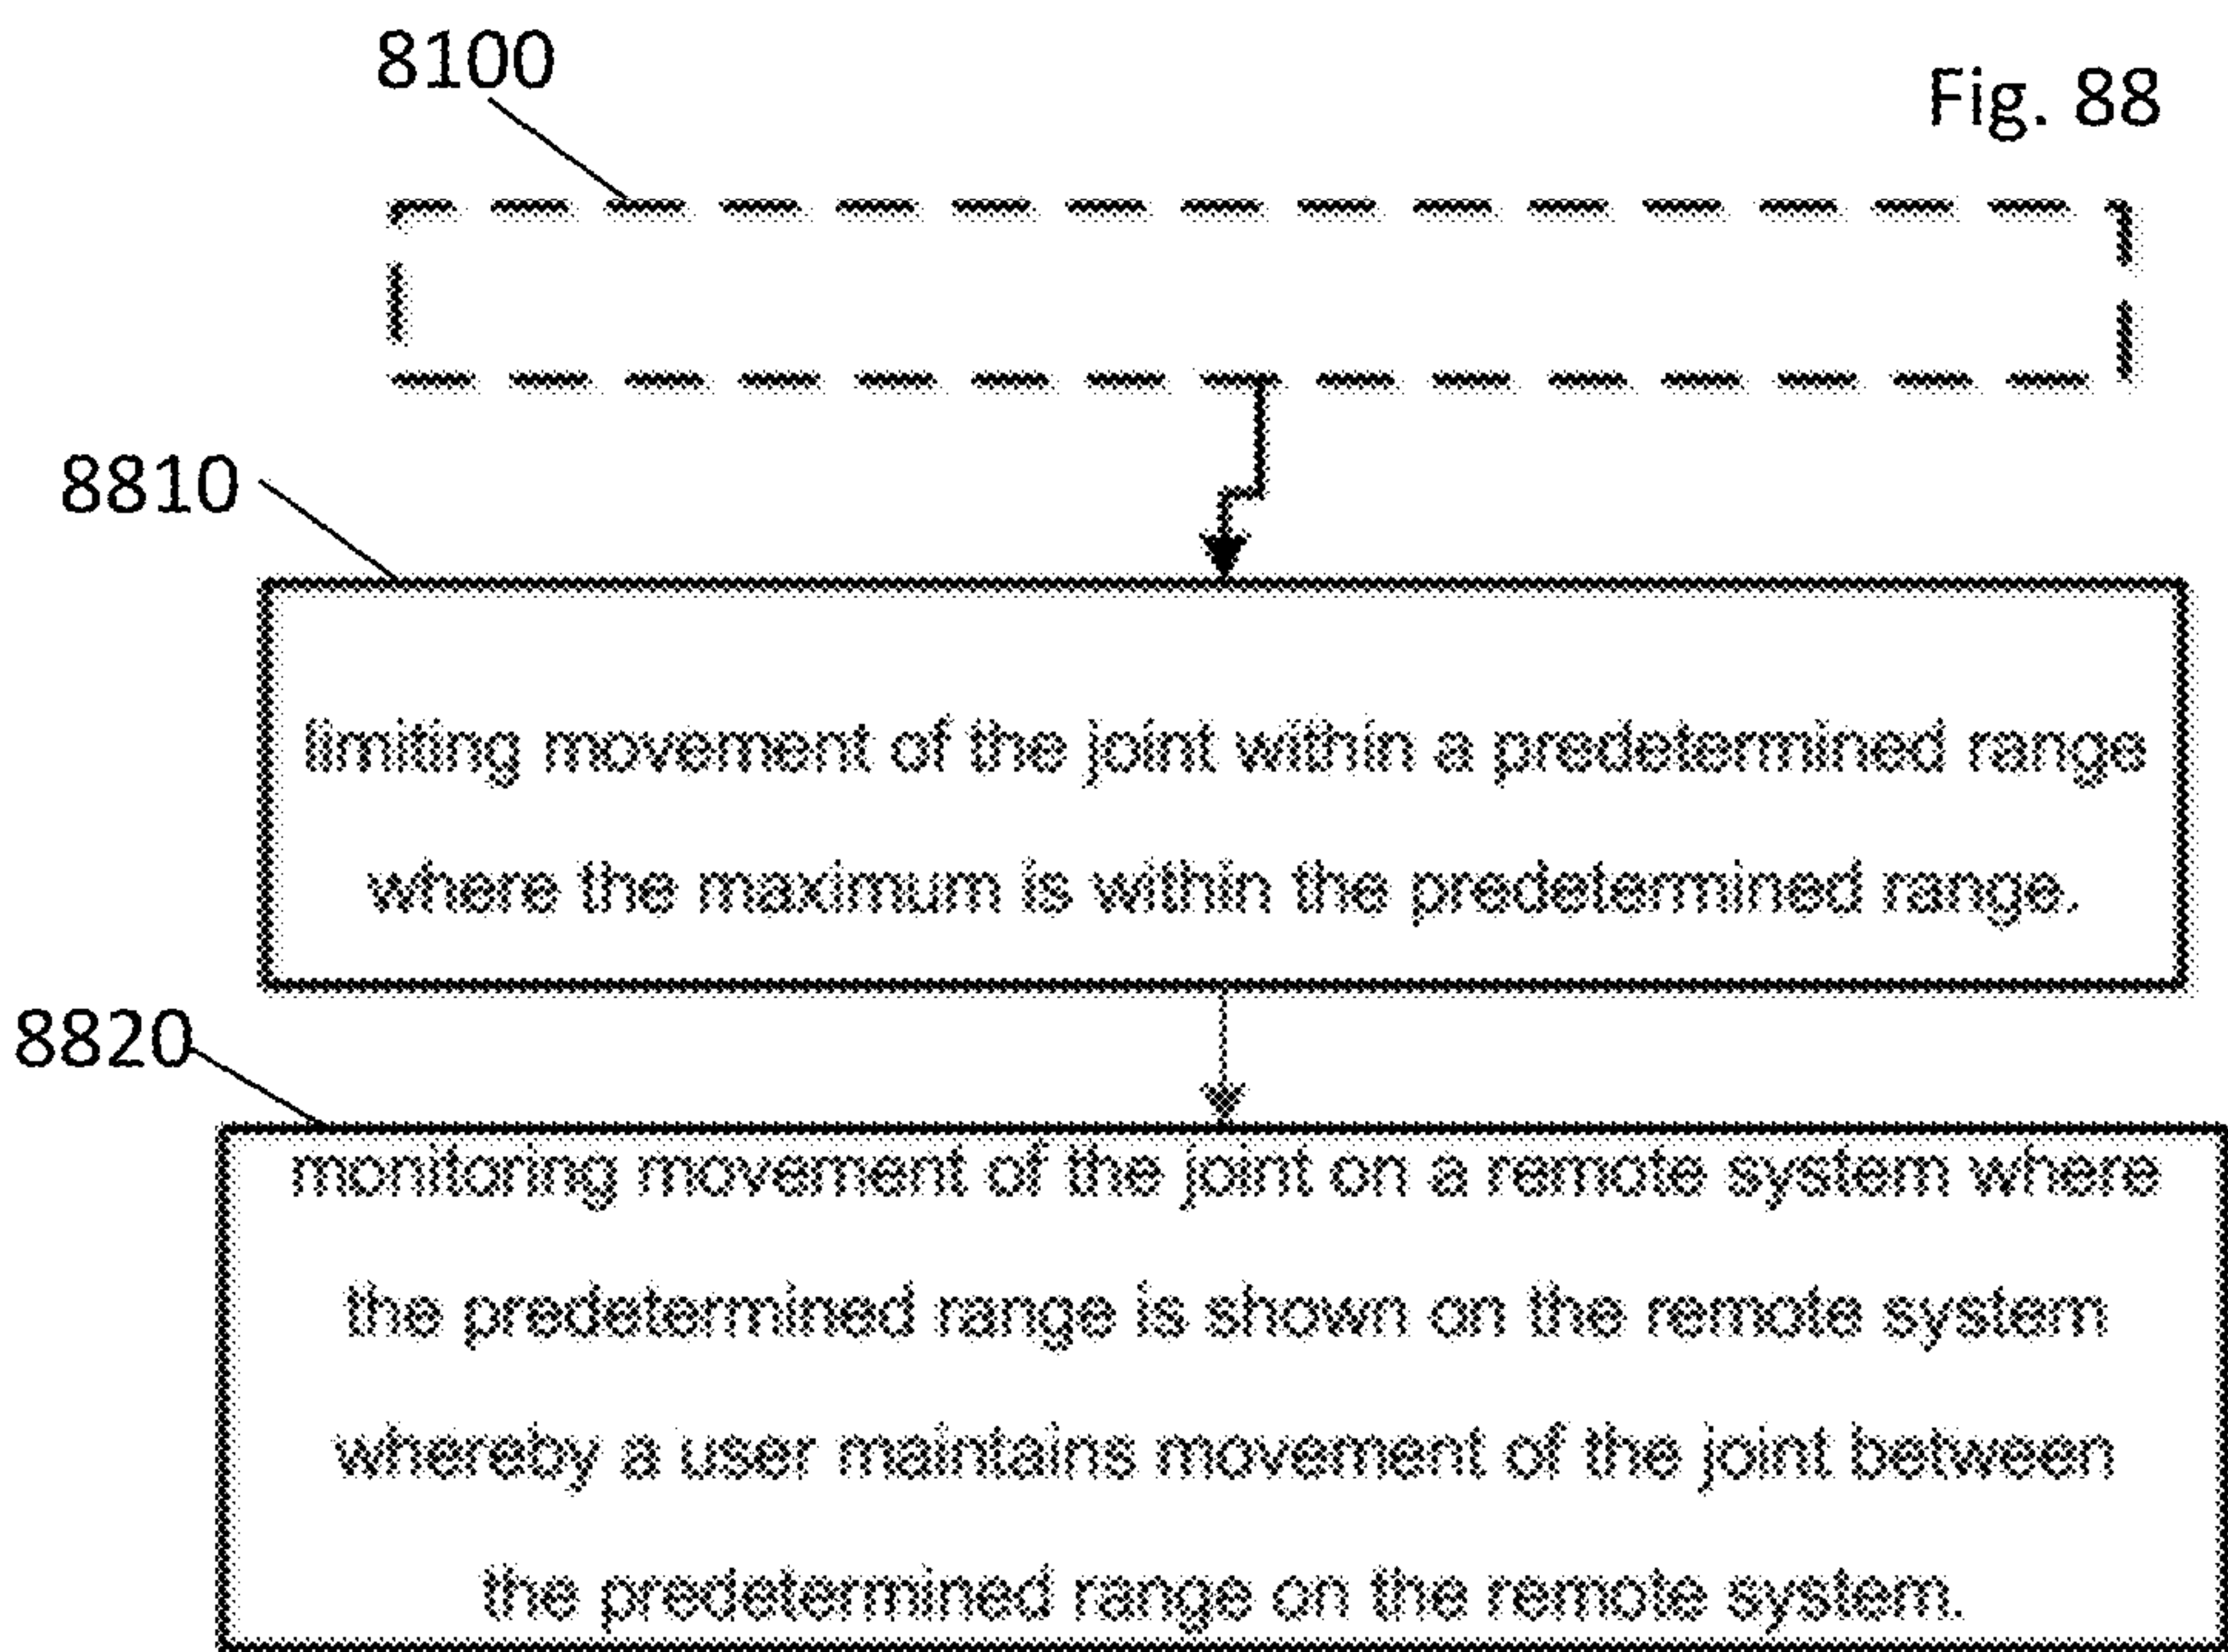 8100
Fig. 88
8810
limiting movement of the joint within a predetermined range
where the maximum is within the predetermined range.
8820
monitoring movement of the joint on a remote system where
the predetermined range is shown on the remote system
whereby a user maintains movement of the joint between
the predetermined range on the remote system.